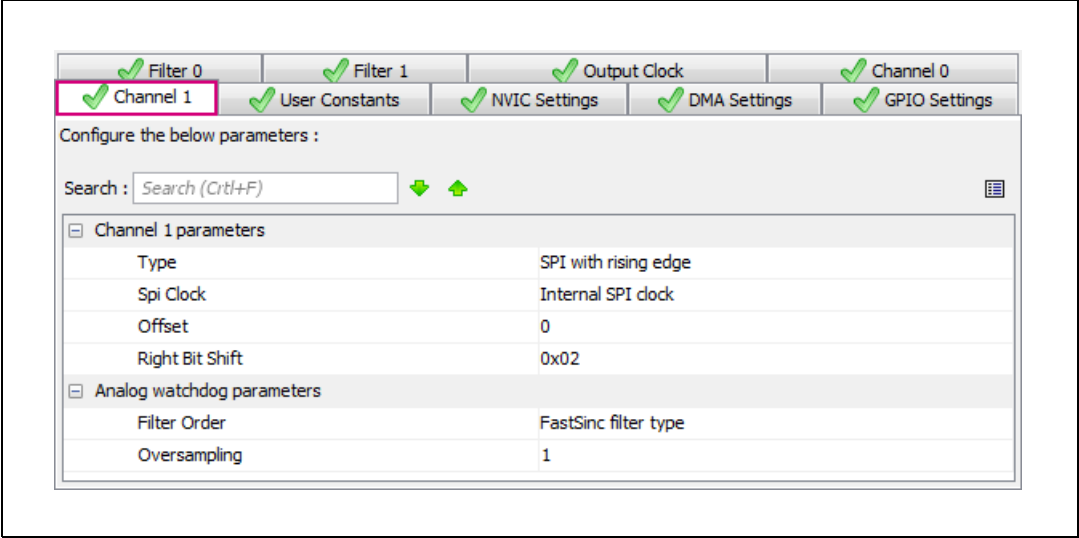 Filter 0 Filter 1 Output Clock Channel 0
Channel 1 User Constants NVIC Settings DMA Settings GPIO Settings
Configure the below parameters :
Search : Search (Crtl+F)
Channel 1 parameters
Type SPI with rising edge
Spi Clock Internal SPI clock
Offset 0
Right Bit Shift 0x02
Analog watchdog parameters
Filter Order FastSinc filter type
Oversampling 1